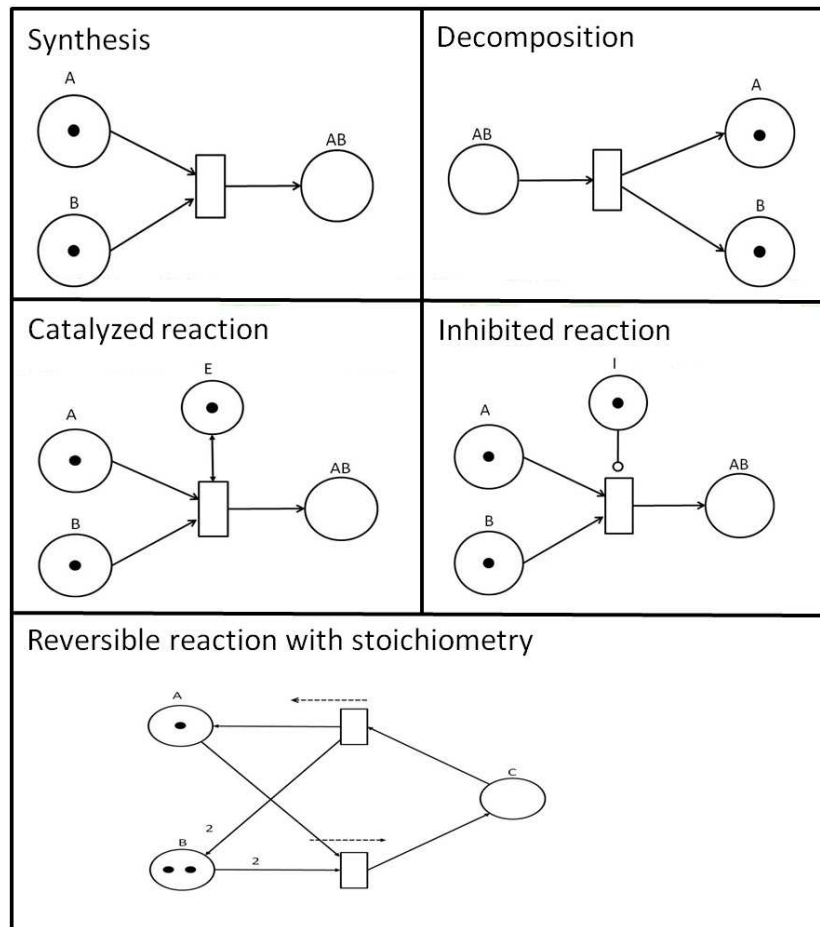 Synthesis
A
B
AB
Decomposition
AB
A
B
Catalyzed reaction
E
A
B
AB
Inhibited reaction
I
A
B
AB
Reversible reaction with stoichiometry
A
C
2
B
2